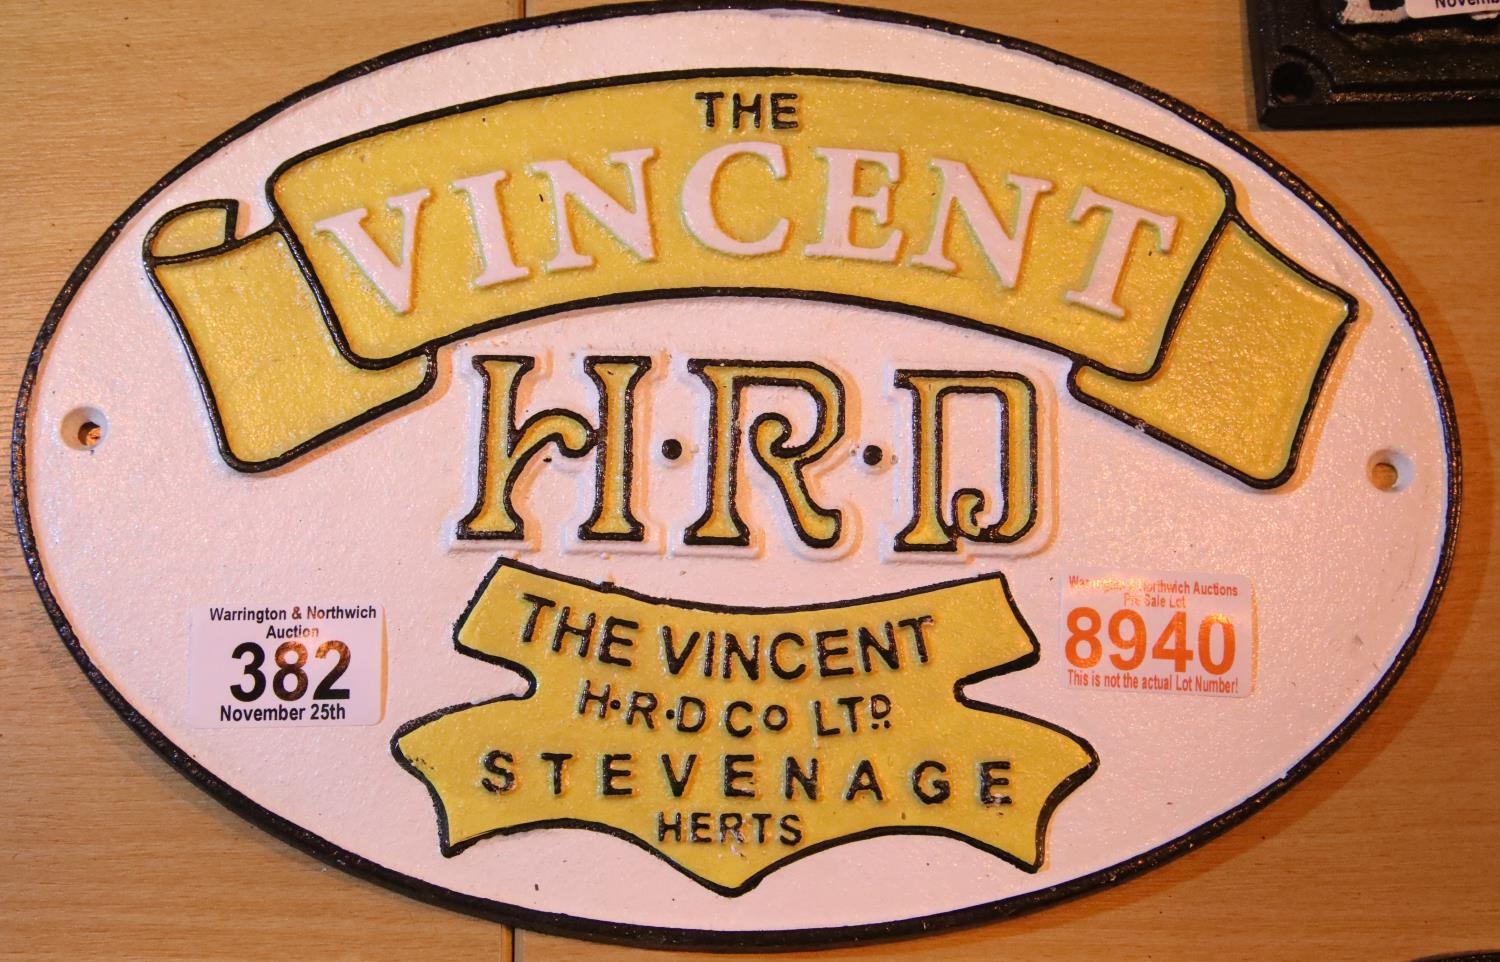 THE
VINCENT
H·R·D
THE VINCENT
H·R·D Co LTD
STEVENAGE
HERTS
Warrington & Northwich
Auction
382
November 25th
Warrington & Northwich Auctions
Pre Sale Lot
8940
This is not the actual Lot Number!